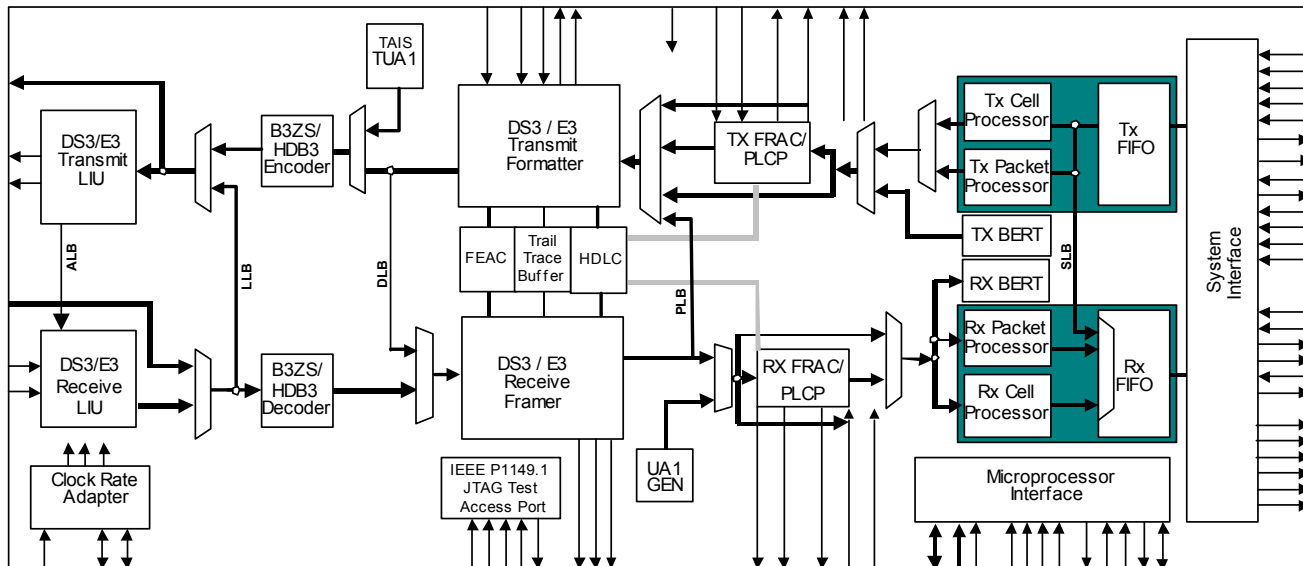 TAIS
TUA1
DS3/E3
Transmit
LIU
B3ZS/
HDB3
Encoder
DS3 / E3
Transmit
Formatter
TX FRAC/
PLCP
Tx Cell
Processor
Tx Packet
Processor
Tx
FIFO
TX BERT
RX BERT
System
Interface
FEAC
Trail
Trace
Buffer
HDLC
ALB
LLB
DLB
PLB
SLB
DS3/E3
Receive
LIU
B3ZS/
HDB3
Decoder
DS3 / E3
Receive
Framer
RX FRAC/
PLCP
Rx Packet
Processor
Rx Cell
Processor
Rx
FIFO
UA1
GEN
Clock Rate
Adapter
IEEE P1149.1
JTAG Test
Access Port
Microprocessor
Interface